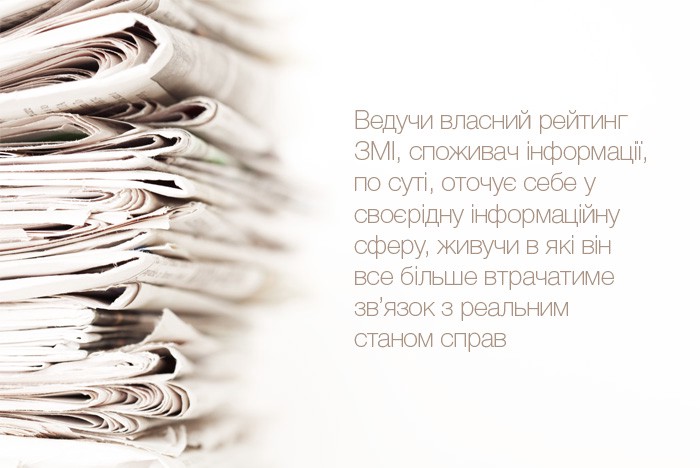 Ведучи власний рейтинг
ЗМІ, споживач інформації,
по суті, оточує себе у
своєрідну інформаційну
сферу, живучи в які він
все більше втрачатиме
зв’язок з реальним
станом справ